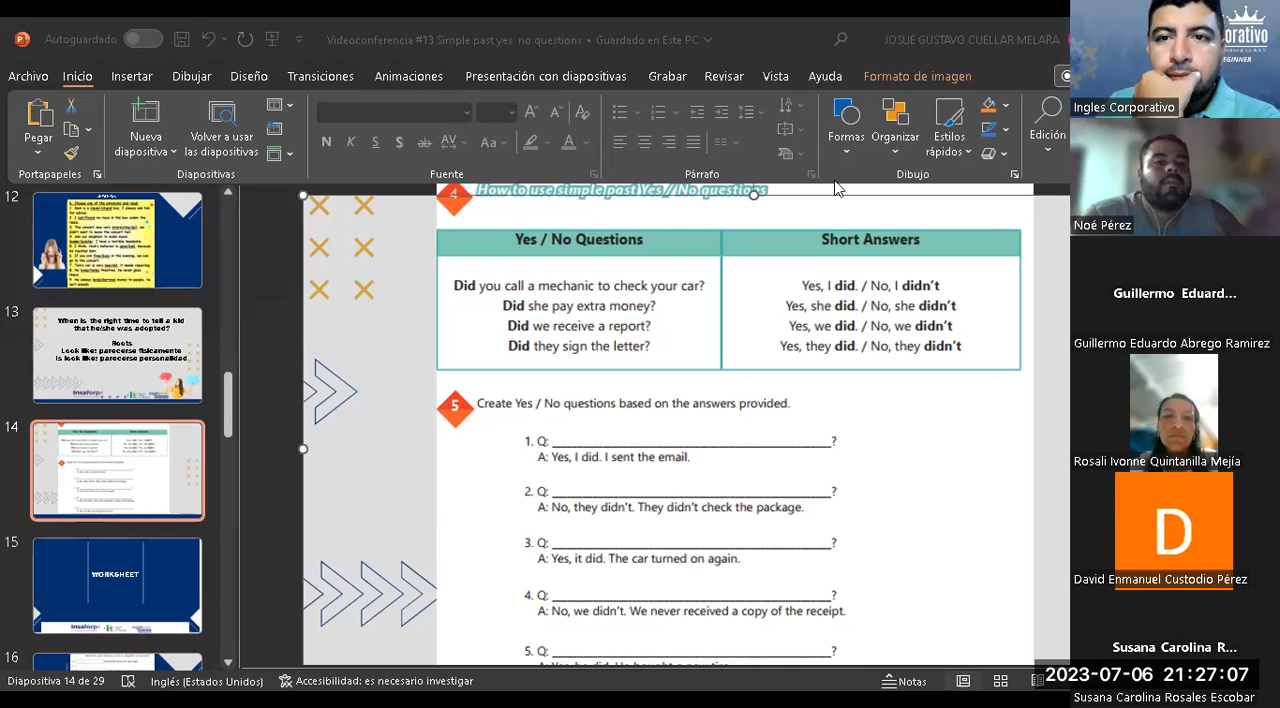 Autoguardado
Videoconferencia #13 Simple past yes no questions • Guardado en Este PC
JOSUE GUSTAVO CUELLAR MELARA
Archivo Inicio Insertar Dibujar Diseño Transiciones Animaciones Presentación con diapositivas Grabar Revisar Vista Ayuda Formato de imagen
Pegar
Nueva diapositiva
Volver a usar las diapositivas
N K S S ab AV Aa A
Formas
Organizar
Estilos rápidos
Edición
Portapapeles
Diapositivas
Fuente
Párrafo
Dibujo
12
13
When is the right time to tell a kid
that he/she was adopted?
Roots
Look like: parecerse fisicamente
Is look like: parecerse personalidad
Insaforp
14
15
WORKSHEET
16
4 How to use simple past Yes // No questions
Yes / No Questions
Short Answers
Did you call a mechanic to check your car?
Yes, I did. / No, I didn't
Did she pay extra money?
Yes, she did. / No, she didn't
Did we receive a report?
Yes, we did. / No, we didn't
Did they sign the letter?
Yes, they did. / No, they didn't
5 Create Yes / No questions based on the answers provided.
1. Q: ?
A: Yes, I did. I sent the email.
2. Q: ?
A: No, they didn't. They didn't check the package.
3. Q: ?
A: Yes, it did. The car turned on again.
4. Q: ?
A: No, we didn't. We never received a copy of the receipt.
5. Q: ?
Diapositiva 14 de 29
Inglés (Estados Unidos)
Accesibilidad: es necesario investigar
Notas
orativo
EGINNER
Ingles Corporativo
Noé Pérez
Guillermo Eduard...
Guillermo Eduardo Abrego Ramirez
Rosali Ivonne Quintanilla Mejía
D
David Enmanuel Custodio Pérez
Susana Carolina R...
2023-07-06 21:27:07
Susana Carolina Rosales Escobar